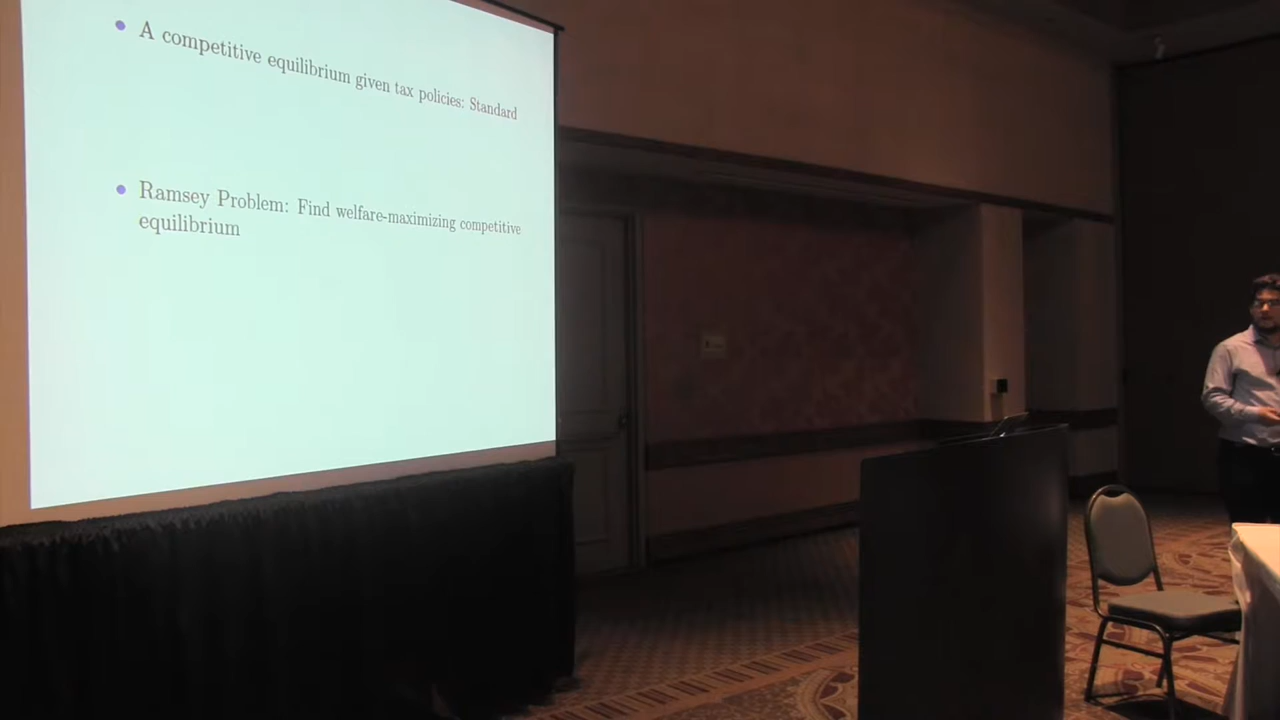 A competitive equilibrium given tax policies: Standard
Ramsey Problem: Find welfare-maximizing competitive
equilibrium